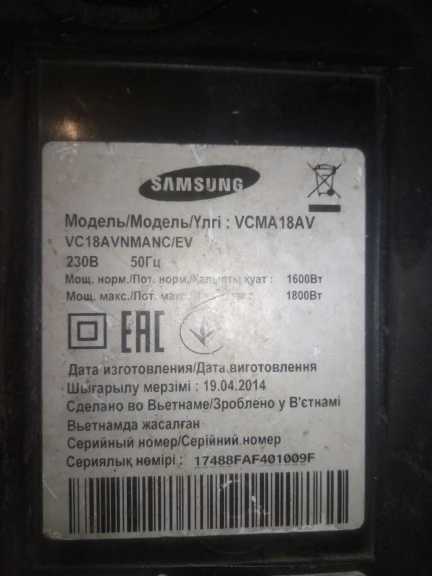 SAMSUNG
Модель/Модель/Үлгі : VCMA18AV
VC18AVNMANC/EV
230В 50Гц
Мощ. норм./Пот. норм./Қалыпты қуат : 1600Вт
Мощ. макс./Пот. макс. : 1800Вт
EAC
Дата изготовления/Дата виготовлення
Шығарылу мерзімі : 19.04.2014
Сделано во Вьетнаме/Зроблено у В'єтнамі
Вьетнамда жасалған
Серийный номер/Серійний номер
Сериялық нөмірі : 17488FAF401009F